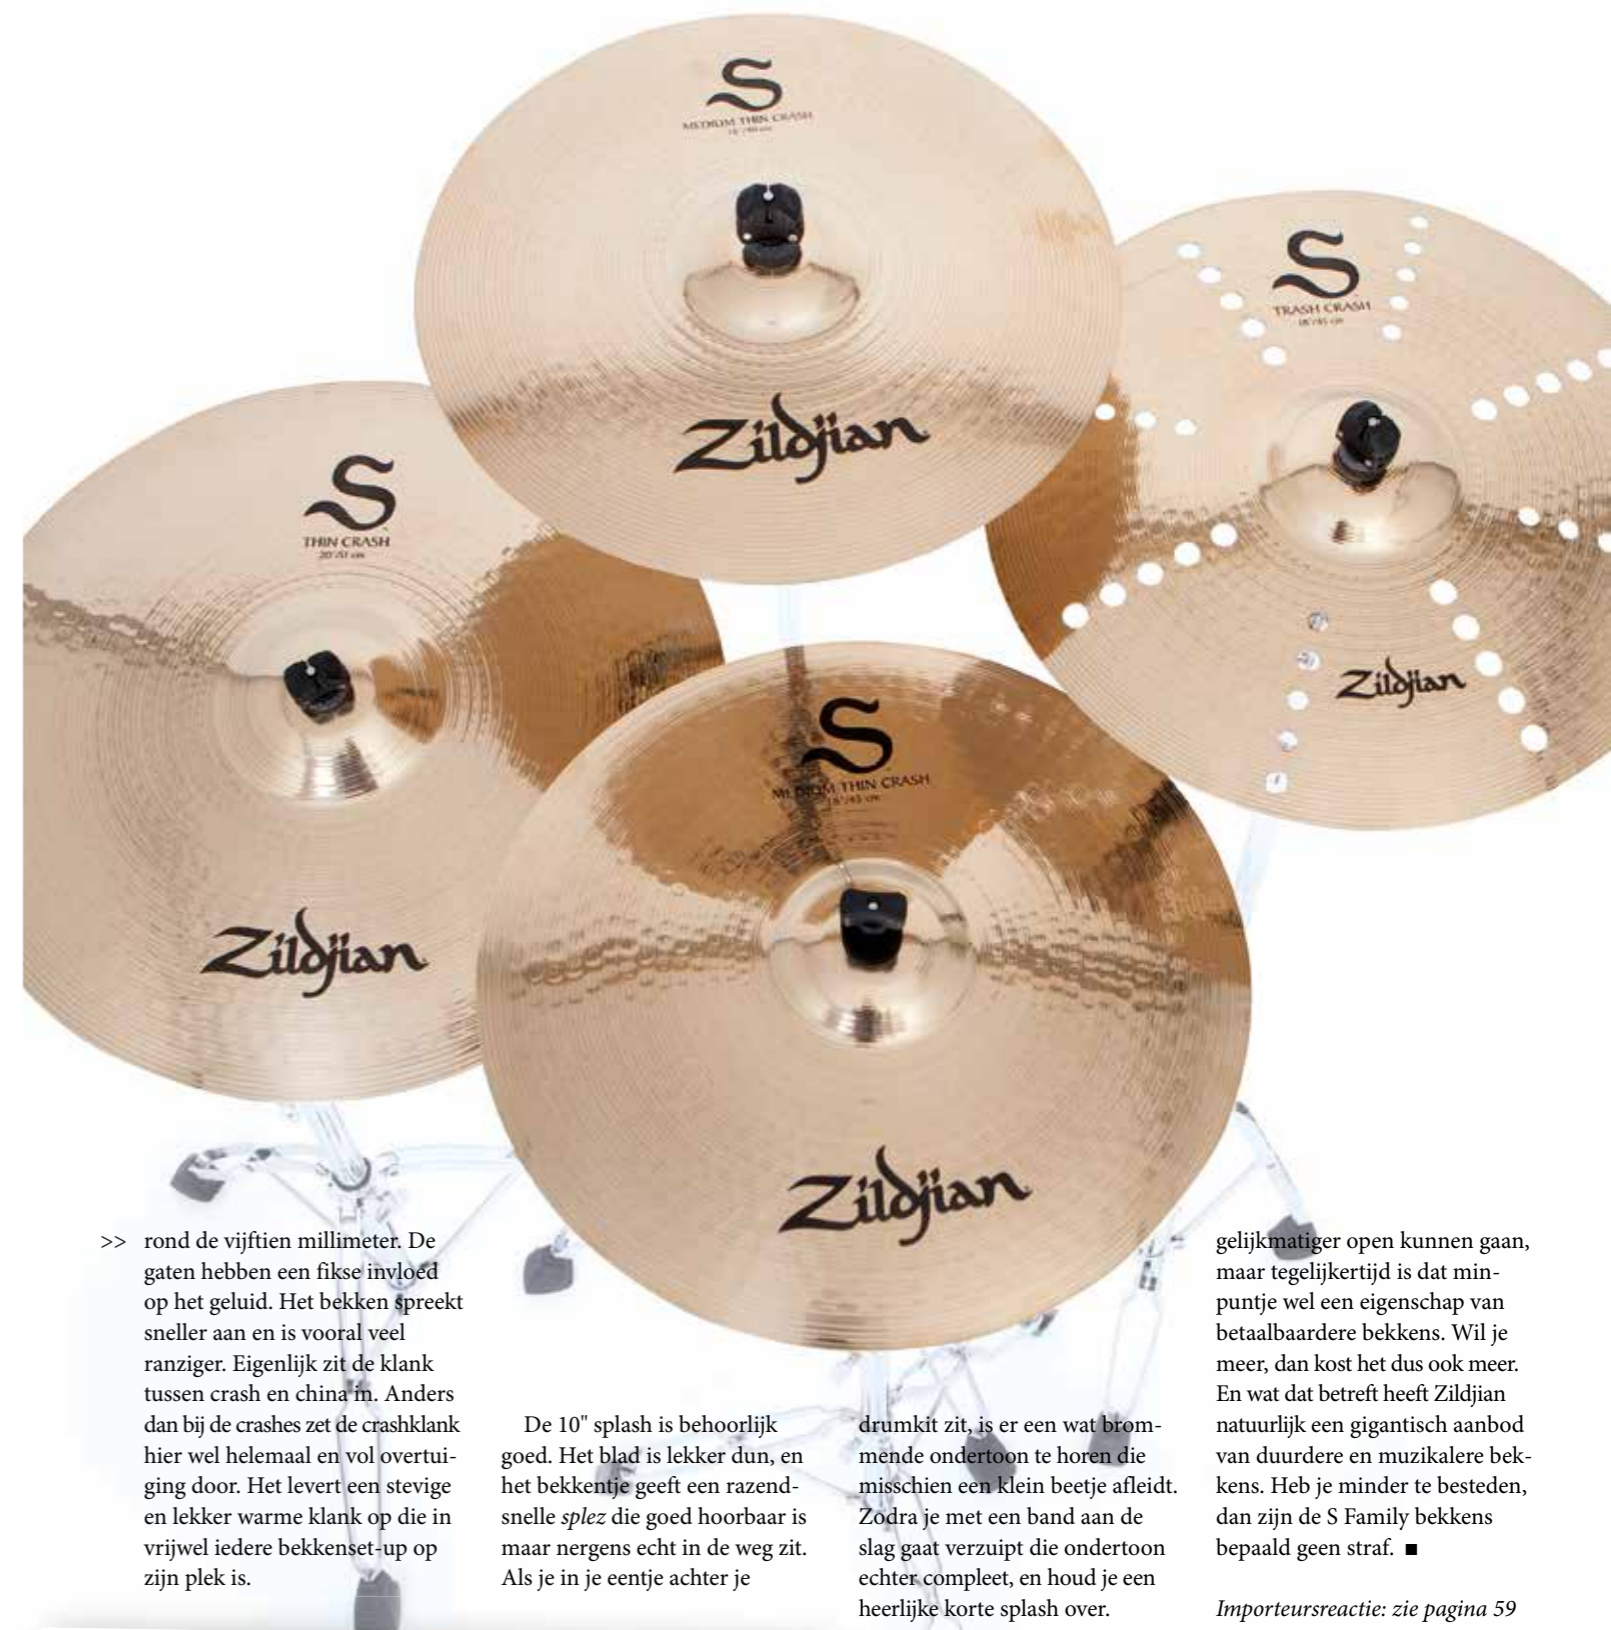 S
MEDIUM THIN CRASH
S
TRASH CRASH
18"/45 cm
Zildjian
S
THIN CRASH
20"/51 cm
Zildjian
S
MEDIUM THIN CRASH
18"/45 cm
Zildjian
Zildjian
>> rond de vijftien millimeter. De
gaten hebben een fikse invloed
op het geluid. Het bekken spreekt
sneller aan en is vooral veel
ranziger. Eigenlijk zit de klank
tussen crash en china in. Anders
dan bij de crashes zet de crashklank
hier wel helemaal en vol overtui-
ging door. Het levert een stevige
en lekker warme klank op die in
vrijwel iedere bekkenset-up op
zijn plek is.
De 10" splash is behoorlijk
goed. Het blad is lekker dun, en
het bekkentje geeft een razend-
snelle splez die goed hoorbaar is
maar nergens echt in de weg zit.
Als je in je eentje achter je
drumkit zit, is er een wat brom-
mende ondertoon te horen die
misschien een klein beetje afleidt.
Zodra je met een band aan de
slag gaat verzuipt die ondertoon
echter compleet, en houd je een
heerlijke korte splash over.
gelijkmatiger open kunnen gaan,
maar tegelijkertijd is dat min-
puntje wel een eigenschap van
betaalbaardere bekkens. Wil je
meer, dan kost het dus ook meer.
En wat dat betreft heeft Zildjian
natuurlijk een gigantisch aanbod
van duurdere en muzikalere bek-
kens. Heb je minder te besteden,
dan zijn de S Family bekkens
bepaald geen straf. ■
Importeursreactie: zie pagina 59